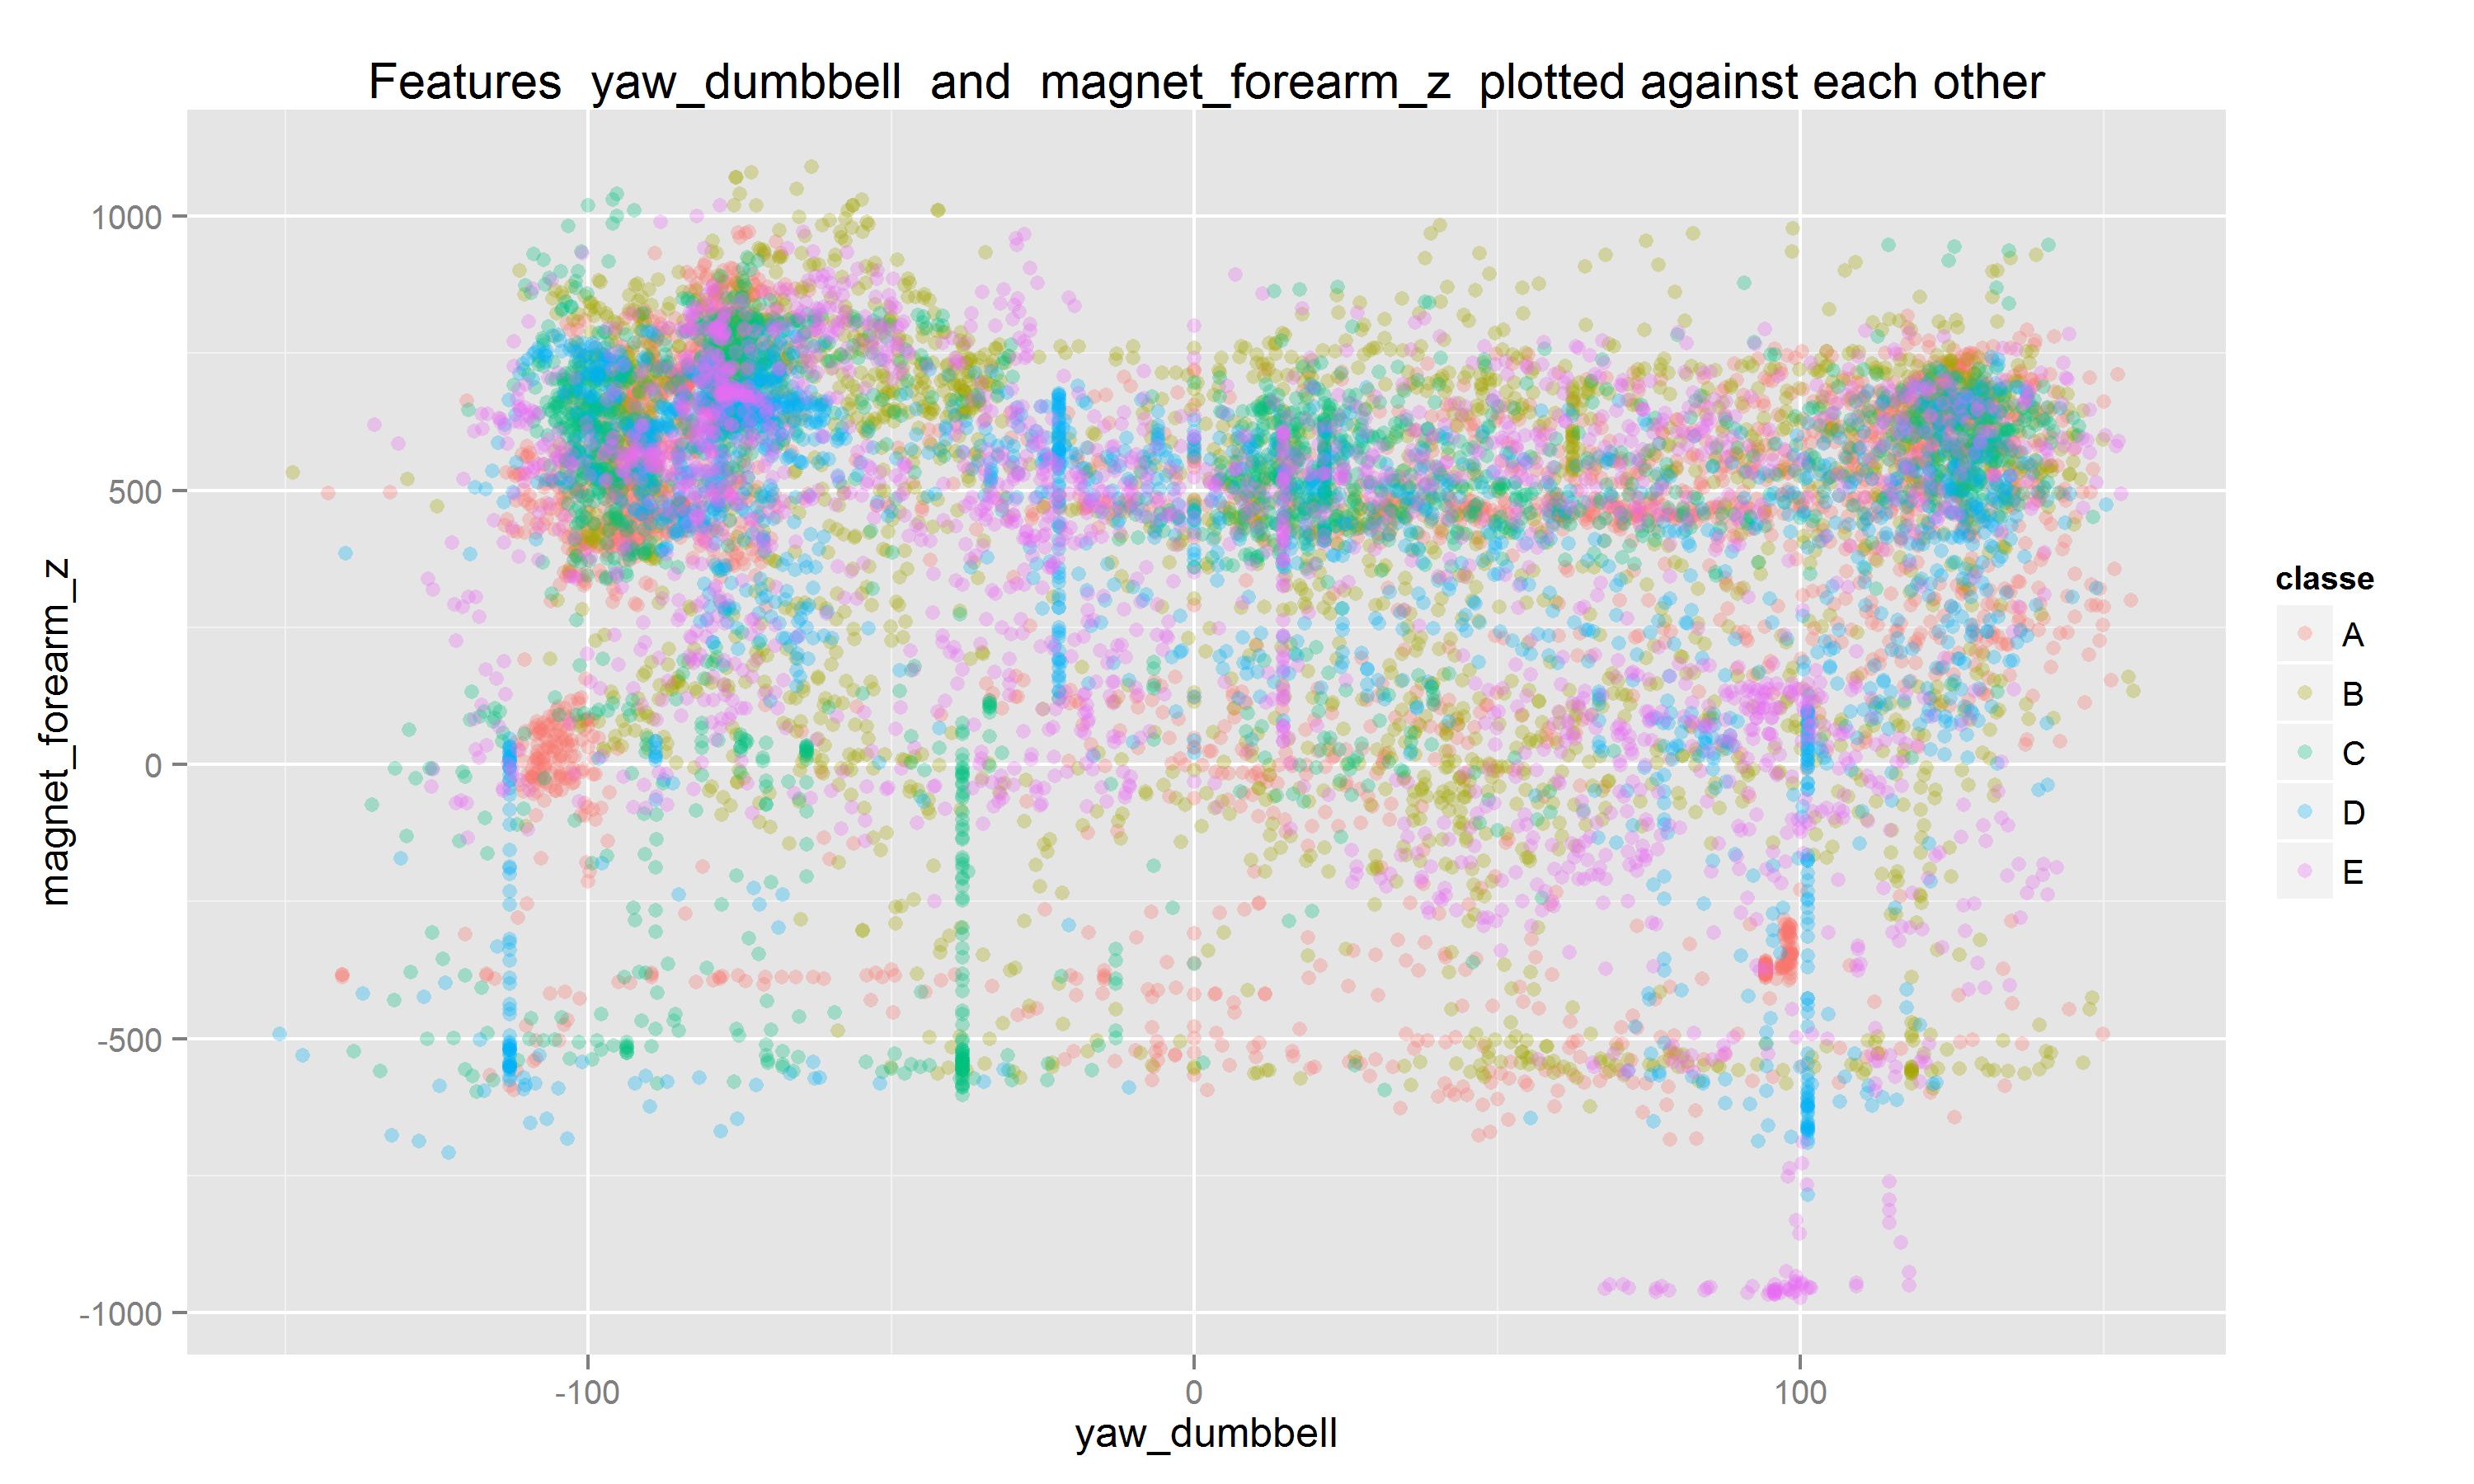 Features yaw_dumbbell and magnet_forearm_z plotted against each other
1000
500
0
-500
-1000
magnet_forearm_z
-100
0
100
yaw_dumbbell
classe
A
B
C
D
E